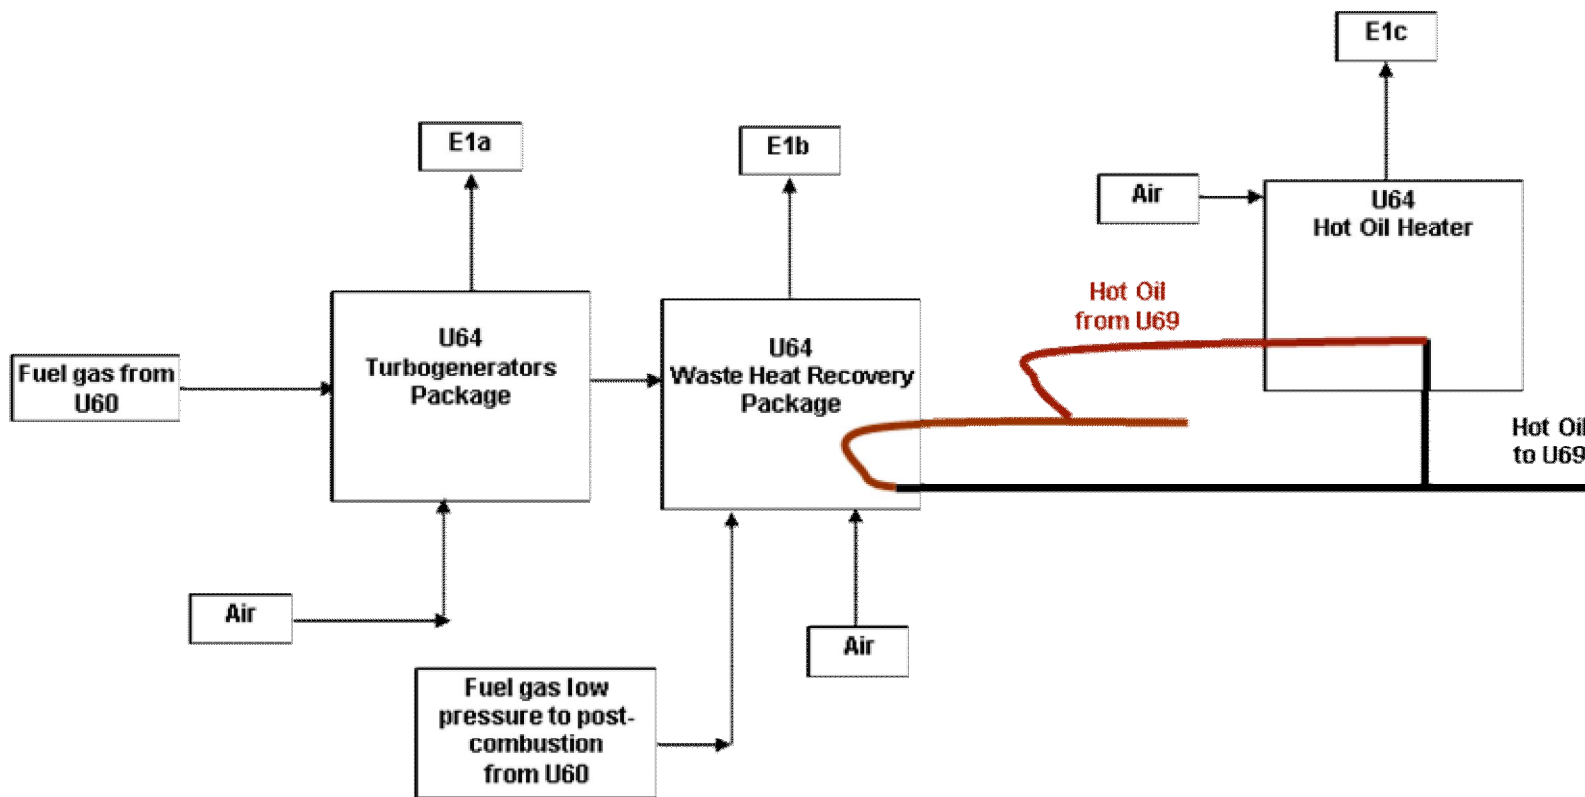 E1c
E1a
E1b
Air
U64
Hot Oil Heater
Hot Oil
from U69
U64
Turbogenerators
Package
U64
Waste Heat Recovery
Package
Fuel gas from
U60
Hot Oil
to U69
Air
Air
Fuel gas low
pressure to post-
combustion
from U60